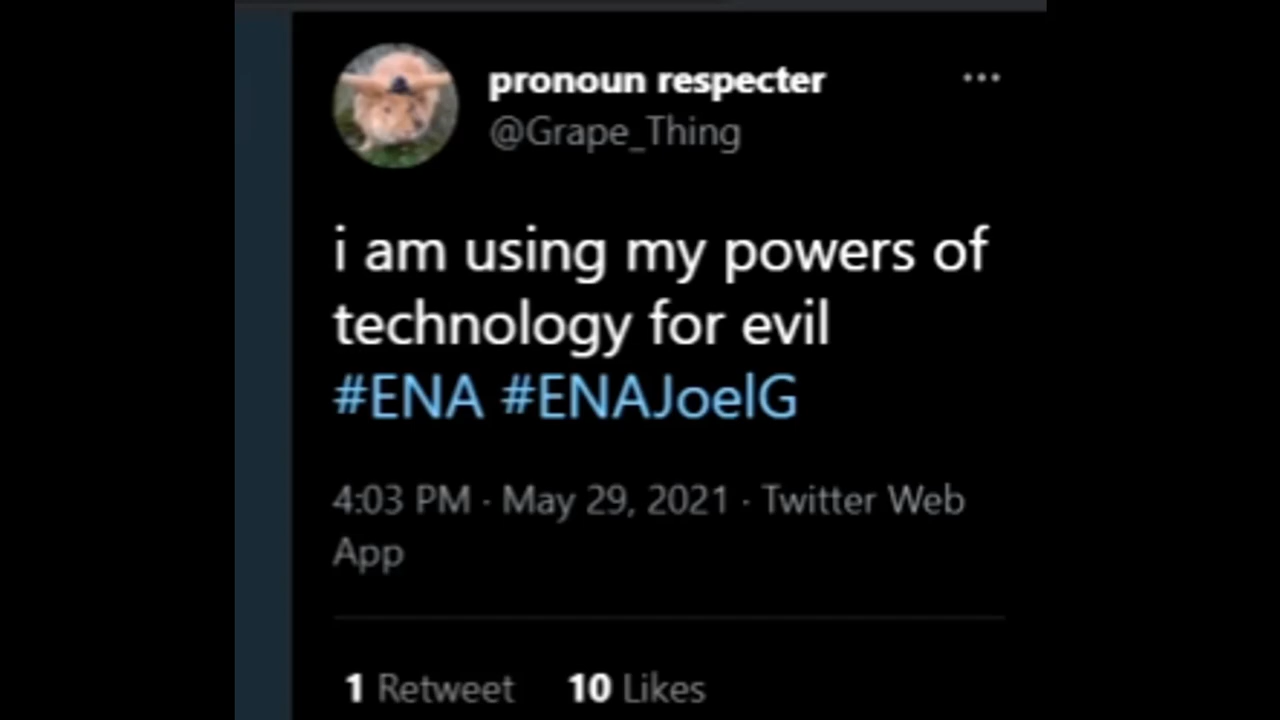 pronoun respecter
@Grape_Thing
i am using my powers of
technology for evil
#ENA #ENAJoelG
4:03 PM · May 29, 2021 · Twitter Web
App
1 Retweet 10 Likes